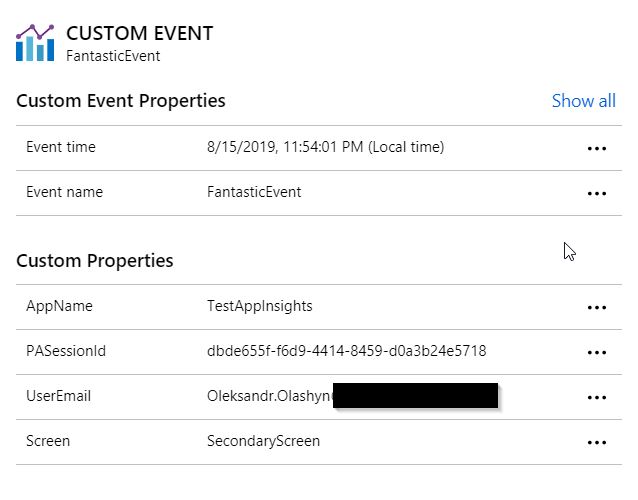 CUSTOM EVENT
FantasticEvent
Custom Event Properties Show all
Event time 8/15/2019, 11:54:01 PM (Local time)
Event name FantasticEvent
Custom Properties
AppName TestAppInsights
PASessionId dbde655f-f6d9-4414-8459-d0a3b24e5718
UserEmail Oleksandr.Olashyn
Screen SecondaryScreen